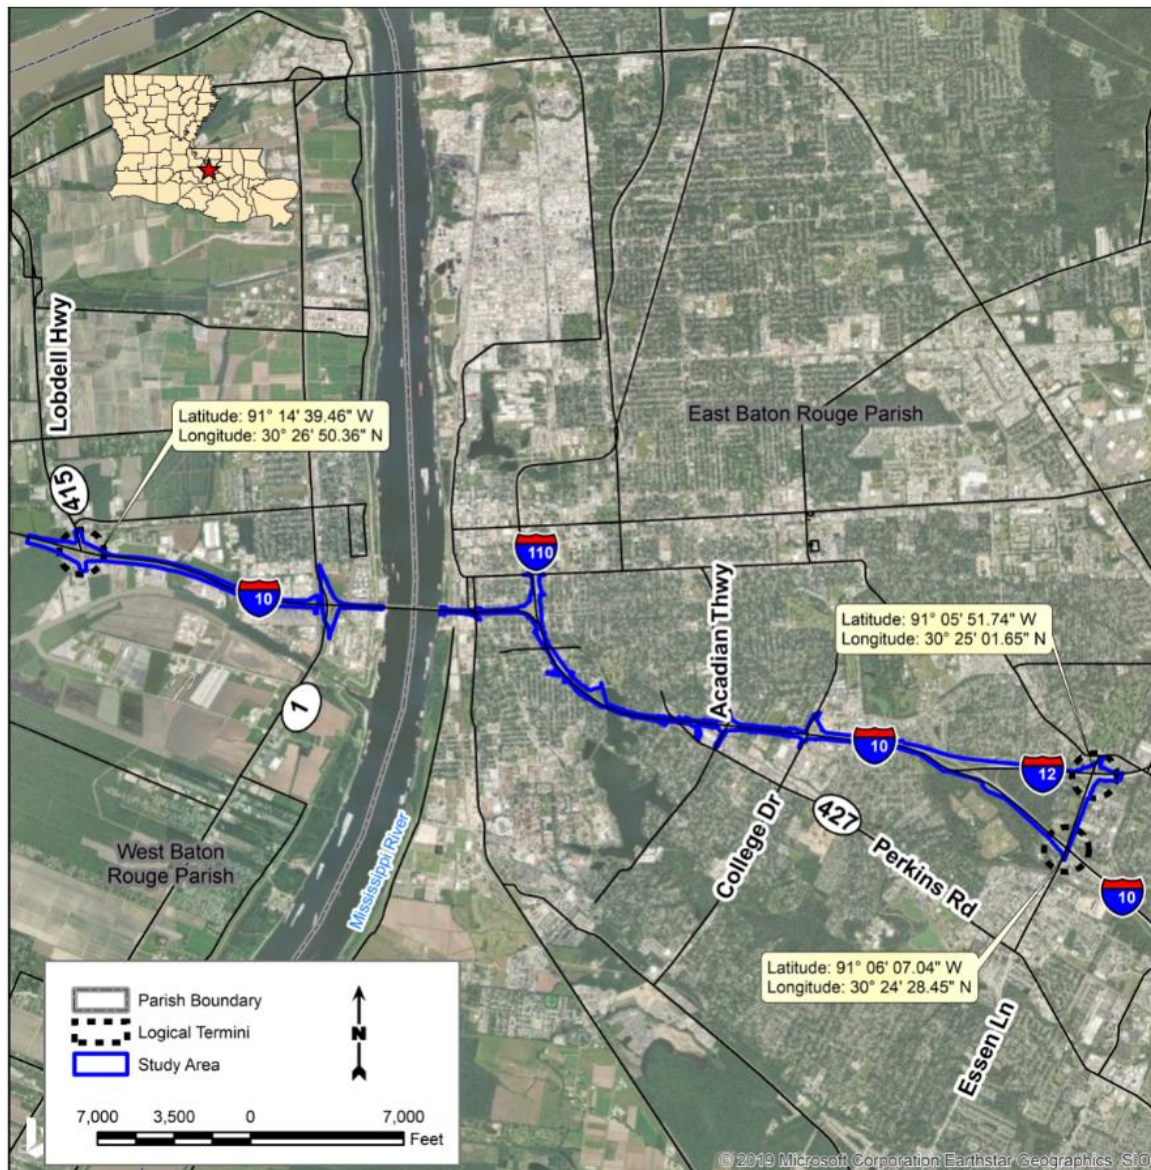 Lobdell Hwy
Latitude: 91° 14' 39.46" W
Longitude: 30° 26' 50.36" N
East Baton Rouge Parish
415
110
10
Acadian Thwy
Latitude: 91° 05' 51.74" W
Longitude: 30° 25' 01.65" N
1
10
12
College Dr
427
Perkins Rd
West Baton
Rouge Parish
Mississippi River
10
Latitude: 91° 06' 07.04" W
Longitude: 30° 24' 28.45" N
Essen Ln
Parish Boundary
Logical Termini
Study Area
N
7,000 3,500 0 7,000
Feet
© 2019 Microsoft Corporation Earthstar Geographics SIO